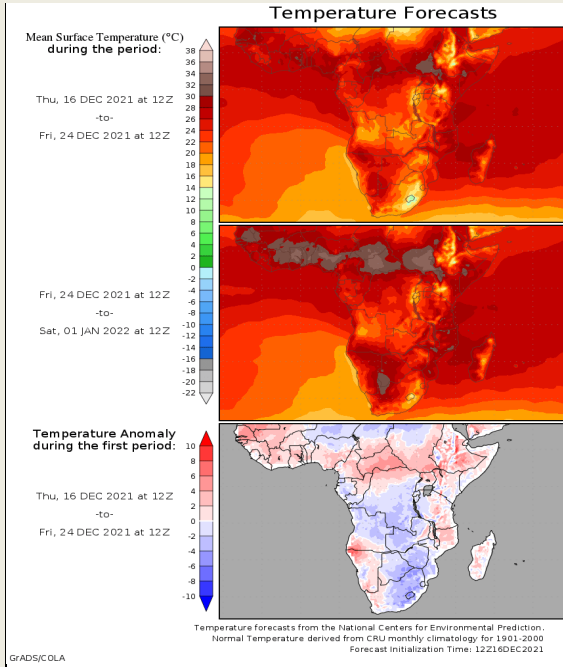 Temperature Forecasts
Mean Surface Temperature (°C)
during the period:
Thu, 16 DEC 2021 at 12Z
-to-
Fri, 24 DEC 2021 at 12Z
38
36
34
32
30
28
26
24
22
20
18
16
14
12
10
8
6
4
2
0
-2
-4
-6
-8
-10
-12
-14
-16
-17
-18
-20
-22
Fri, 24 DEC 2021 at 12Z
-to-
Sat, 01 JAN 2022 at 12Z
Temperature Anomaly
during the first period:
Thu, 16 DEC 2021 at 12Z
-to-
Fri, 24 DEC 2021 at 12Z
10
8
6
4
2
0
-2
-4
-6
-8
-10
Temperature forecasts from the National Centers for Environmental Prediction.
Normal Temperature derived from CRU monthly climatology for 1901-2000
Forecast Initialization Time: 12Z16DEC2021
GrADS/COLA